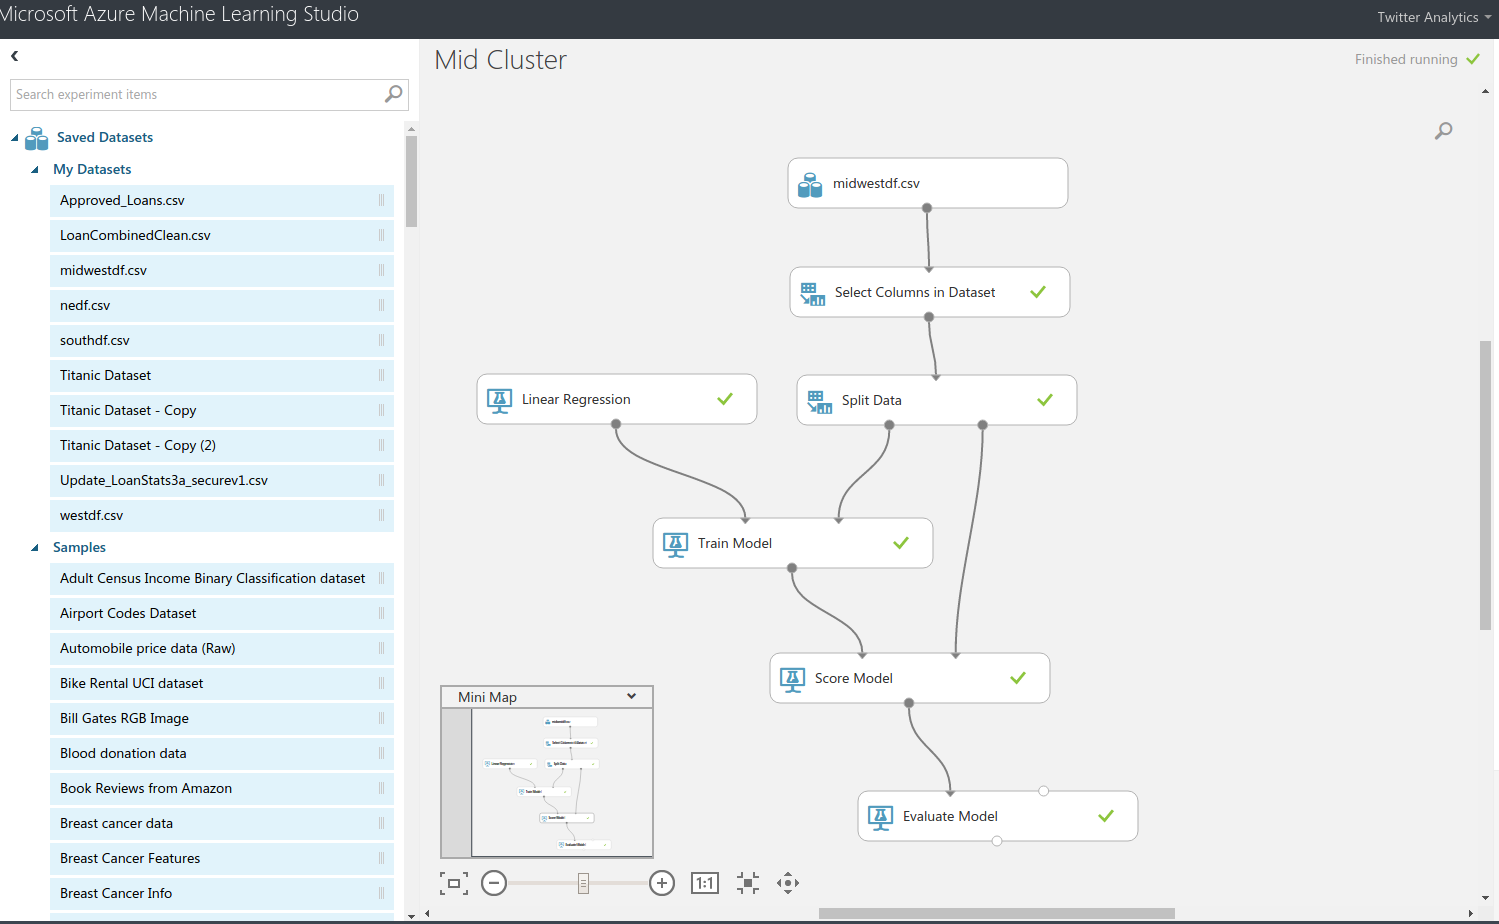 Microsoft Azure Machine Learning Studio
Twitter Analytics
Search experiment items
Saved Datasets
My Datasets
Approved_Loans.csv
LoanCombinedClean.csv
midwestdf.csv
nedf.csv
southdf.csv
Titanic Dataset
Titanic Dataset - Copy
Titanic Dataset - Copy (2)
Update_LoanStats3a_securev1.csv
westdf.csv
Samples
Adult Census Income Binary Classification dataset
Airport Codes Dataset
Automobile price data (Raw)
Bike Rental UCI dataset
Bill Gates RGB Image
Blood donation data
Book Reviews from Amazon
Breast cancer data
Breast Cancer Features
Breast Cancer Info
Mid Cluster
Finished running
midwestdf.csv
Select Columns in Dataset
Linear Regression
Split Data
Train Model
Score Model
Evaluate Model
Mini Map
1:1